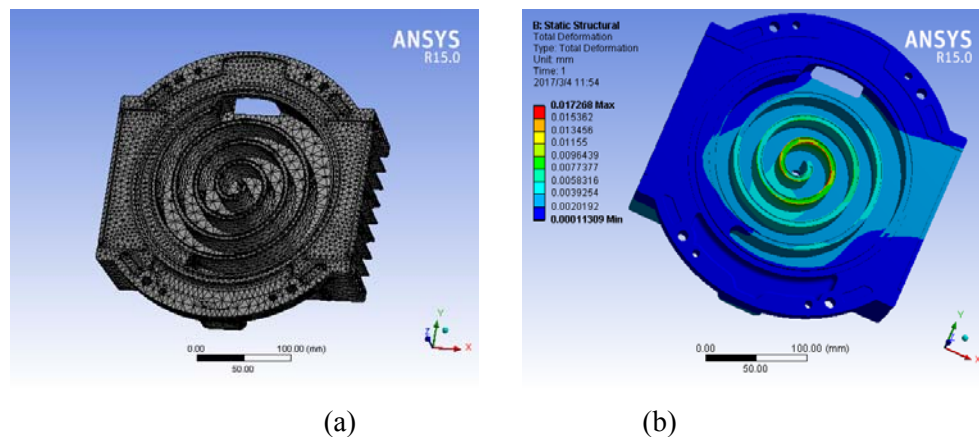 ANSYS
R15.0
0.00
100.00 (mm)
50.00
Y
Z
X
(a)
B: Static Structural
Total Deformation
Type: Total Deformation
Unit: mm
Time: 1
2017/3/4 11:54
0.017268 Max
0.015362
0.013456
0.01155
0.0096439
0.0077377
0.0058316
0.0039254
0.0020192
0.00011309 Min
ANSYS
R15.0
0.00
100.00 (mm)
50.00
Y
X
(b)